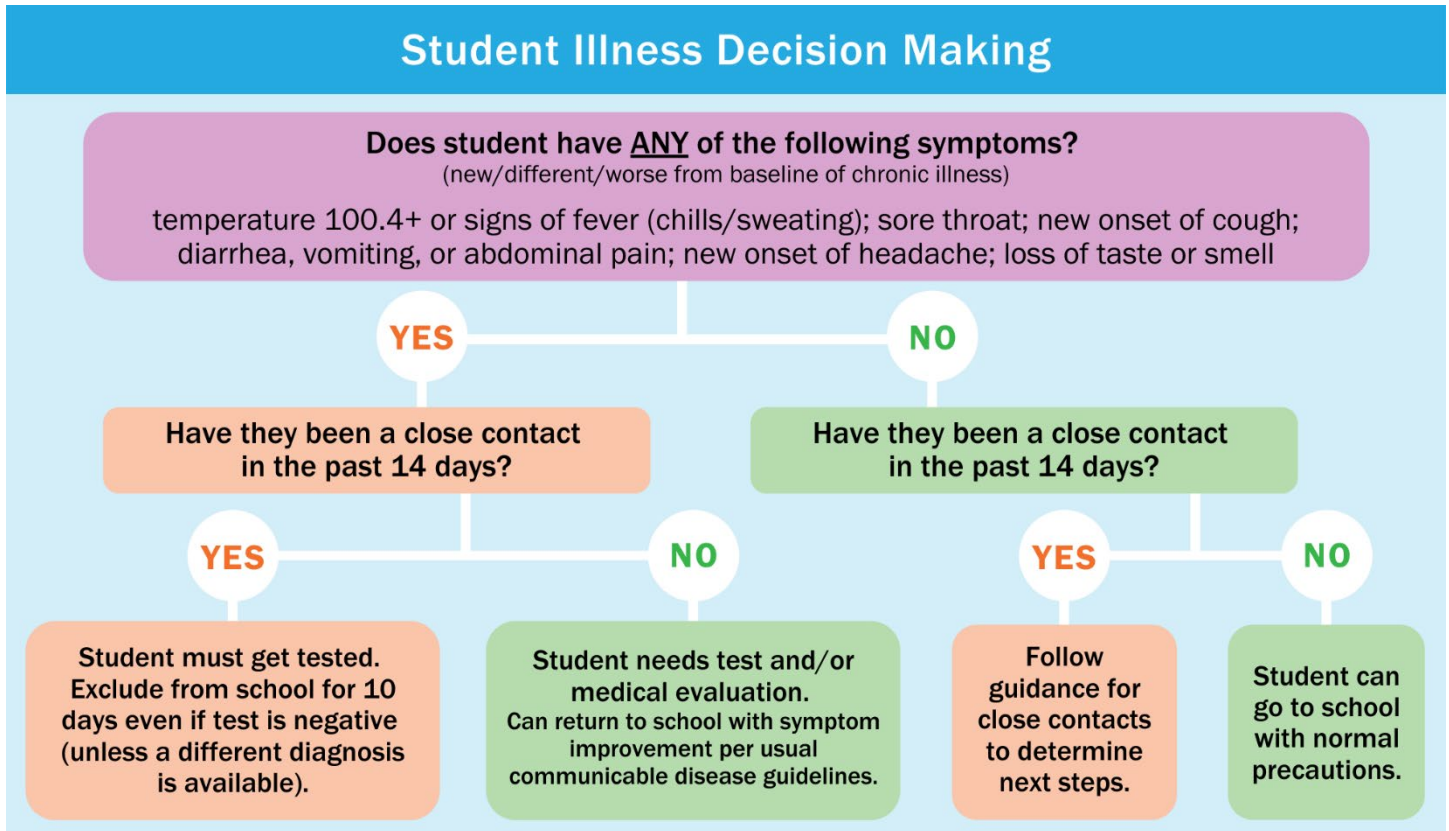 Student Illness Decision Making
Does student have ANY of the following symptoms?
(new/different/worse from baseline of chronic illness)
temperature 100.4+ or signs of fever (chills/sweating); sore throat; new onset of cough;
diarrhea, vomiting, or abdominal pain; new onset of headache; loss of taste or smell
YES
NO
Have they been a close contact
in the past 14 days?
Have they been a close contact
in the past 14 days?
YES
NO
YES
NO
Student must get tested.
Exclude from school for 10
days even if test is negative
(unless a different diagnosis
is available).
Student needs test and/or
medical evaluation.
Can return to school with symptom
improvement per usual
communicable disease guidelines.
Follow
guidance for
close contacts
to determine
next steps.
Student can
go to school
with normal
precautions.